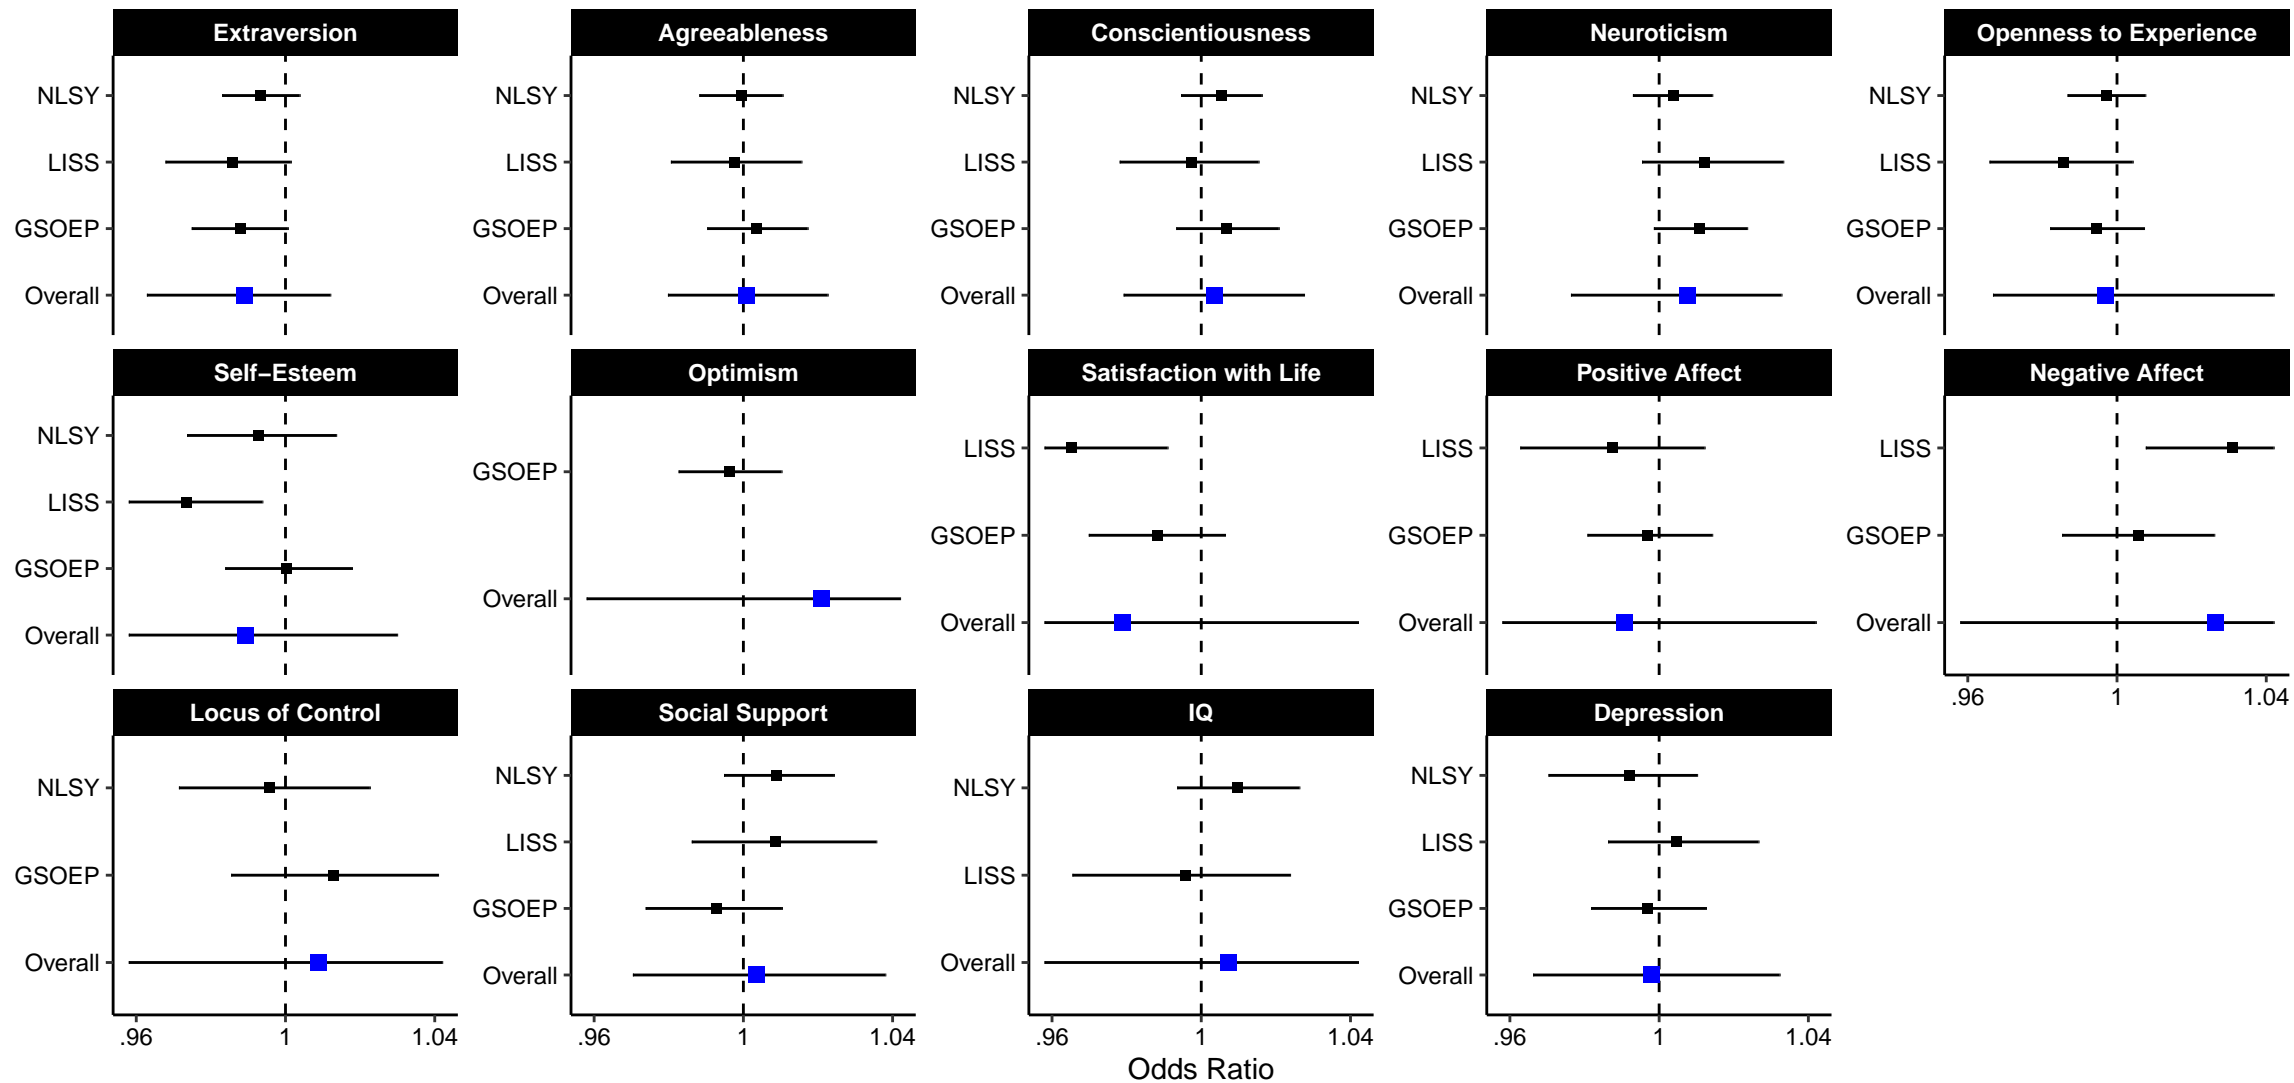 Extraversion
NLSY
LISS
GSOEP
Overall
Agreeableness
NLSY
LISS
GSOEP
Overall
Conscientiousness
NLSY
LISS
GSOEP
Overall
Neuroticism
NLSY
LISS
GSOEP
Overall
Openness to Experience
NLSY
LISS
GSOEP
Overall
Self−Esteem
NLSY
LISS
GSOEP
Overall
Optimism
GSOEP
Overall
Satisfaction with Life
LISS
GSOEP
Overall
Positive Affect
LISS
GSOEP
Overall
Negative Affect
LISS
GSOEP
Overall
.96 1 1.04
Locus of Control
NLSY
GSOEP
Overall
.96 1 1.04
Social Support
NLSY
LISS
GSOEP
Overall
.96 1 1.04
IQ
NLSY
LISS
Overall
.96 1 1.04
Depression
NLSY
LISS
GSOEP
Overall
.96 1 1.04
Odds Ratio